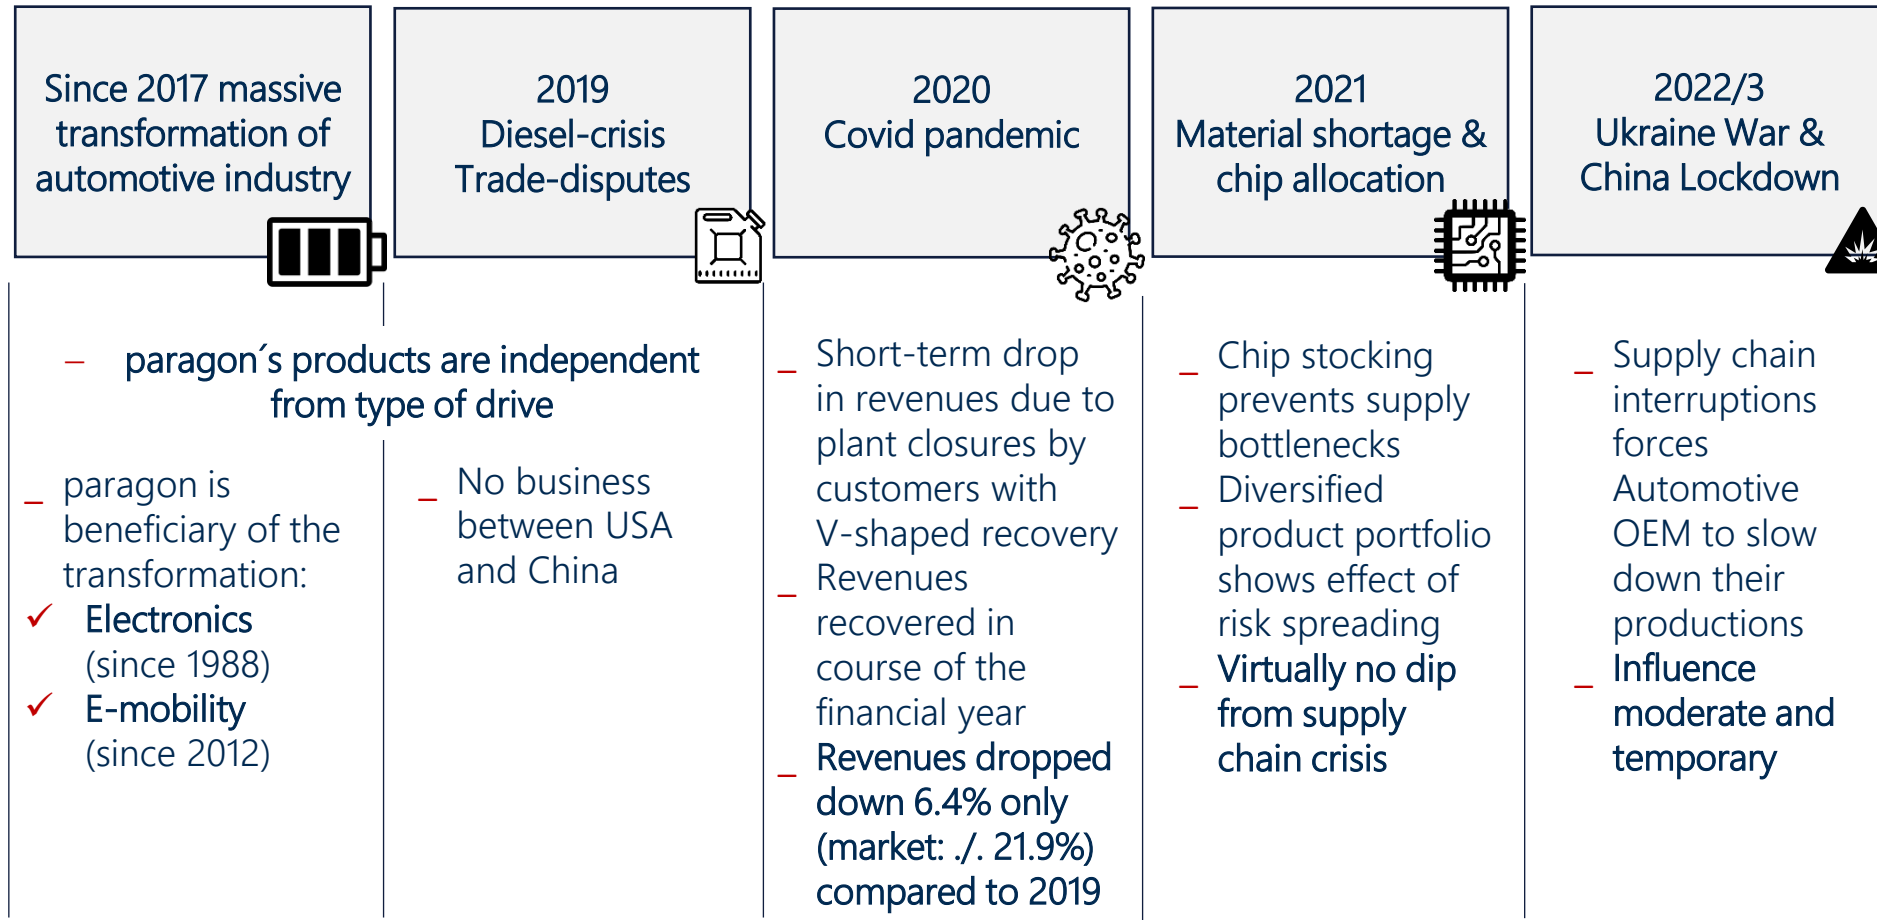 Since 2017 massive
transformation of
automotive industry
2019
Diesel-crisis
Trade-disputes
2020
Covid pandemic
2021
Material shortage &
chip allocation
2022/3
Ukraine War &
China Lockdown
– paragon´s products are independent
from type of drive
_ paragon is
beneficiary of the
transformation:
✓ Electronics
(since 1988)
✓ E-mobility
(since 2012)
_ No business
between USA
and China
_ Short-term drop
in revenues due to
plant closures by
customers with
V-shaped recovery
_ Revenues
recovered in
course of the
financial year
_ Revenues dropped
down 6.4% only
(market: ./. 21.9%)
compared to 2019
_ Chip stocking
prevents supply
bottlenecks
_ Diversified
product portfolio
shows effect of
risk spreading
_ Virtually no dip
from supply
chain crisis
_ Supply chain
interruptions
forces
Automotive
OEM to slow
down their
productions
_ Influence
moderate and
temporary